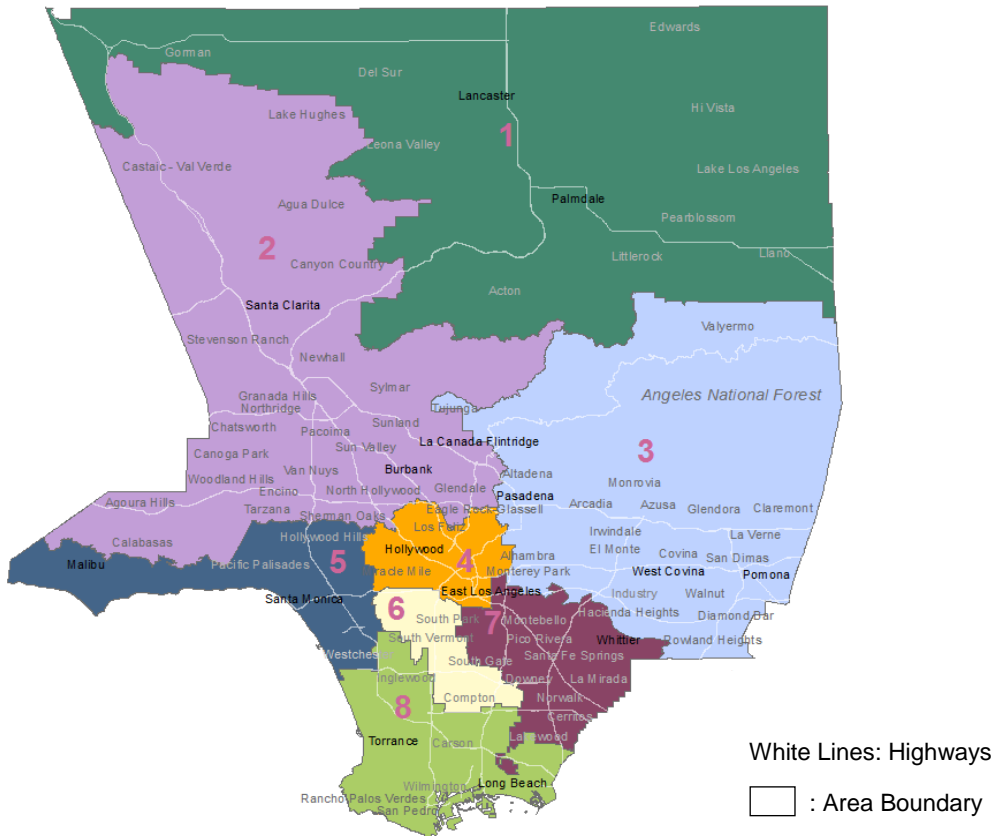 Edwards
Gorman
Del Sur
Lancaster
Hi Vista
Lake Hughes
1
Leona Valley
Castaic - Val Verde
Lake Los Angeles
Palmdale
Agua Dulce
Pearblossom
2
Canyon Country
Littlerock
Llano
Acton
Santa Clarita
Valyermo
Stevenson Ranch
Newhall
Sylmar
Angeles National Forest
Granada Hills
Northridge
Tujunga
Sunland
Chatsworth
Pacoima
La Canada Flintridge
Sun Valley
3
Canoga Park
Van Nuys
Burbank
Altadena
Woodland Hills
Monrovia
Encino
North Hollywood
Glendale
Pasadena
Agoura Hills
Arcadia
Azusa
Glendora
Claremont
Tarzana
Sherman Oaks
Eagle Rock-Glassell
Los Feliz
Hollywood Hills
Irwindale
La Verne
Calabasas
Hollywood
El Monte
Covina
San Dimas
Malibu
Pacific Palisades
5
4
Alhambra
Monterey Park
West Covina
Pomona
racle Mile
East Los Angeles
Industry
Walnut
Santa Monica
6
South Park
7
Montebello
Hacienda Heights
Diamond Bar
South Vermont
Pico Rivera
Whittier
Rowland Heights
Westchester
South Gate
Santa Fe Springs
Inglewood
Downey
La Mirada
Compton
Norwalk
8
Cerritos
Torrance
Carson
Lakewood
White Lines: Highways
Wilmington
Long Beach
Rancho Palos Verdes
San Pedro
: Area Boundary